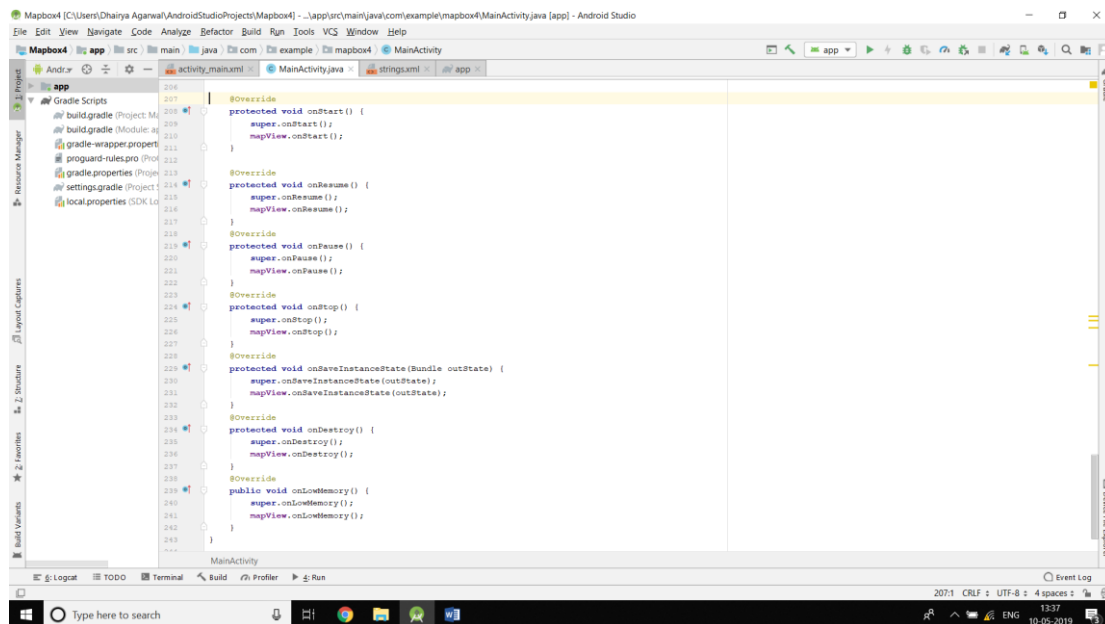 Mapbox4 [C:\Users\Dhairya Agarwal\AndroidStudioProjects\Mapbox4] - ...\app\src\main\java\com\example\mapbox4\MainActivity.java [app] - Android Studio
File Edit View Navigate Code Analyze Refactor Build Run Tools VCS Window Help
Mapbox4 app src main java com example mapbox4 MainActivity
app
Andr. activity_main.xml MainActivity.java strings.xml app
1: Project
Resource Manager
Layout Captures
7: Structure
2: Favorites
Build Variants
app
Gradle Scripts
build.gradle (Project: Ma
build.gradle (Module: ap
gradle-wrapper.properti
proguard-rules.pro (Pro
gradle.properties (Projec
settings.gradle (Project S
local.properties (SDK Lo
206
207 @Override
208 protected void onStart() {
209 super.onStart();
210 mapView.onStart();
211 }
212
213 @Override
214 protected void onResume() {
215 super.onResume();
216 mapView.onResume();
217 }
218 @Override
219 protected void onPause() {
220 super.onPause();
221 mapView.onPause();
222 }
223 @Override
224 protected void onStop() {
225 super.onStop();
226 mapView.onStop();
227 }
228 @Override
229 protected void onSaveInstanceState(Bundle outState) {
230 super.onSaveInstanceState(outState);
231 mapView.onSaveInstanceState(outState);
232 }
233 @Override
234 protected void onDestroy() {
235 super.onDestroy();
236 mapView.onDestroy();
237 }
238 @Override
239 public void onLowMemory() {
240 super.onLowMemory();
241 mapView.onLowMemory();
242 }
243 }
MainActivity
6: Logcat TODO Terminal Build Profiler 4: Run Event Log
207:1 CRLF UTF-8 4 spaces
Type here to search
ENG
13:37
10-05-2019